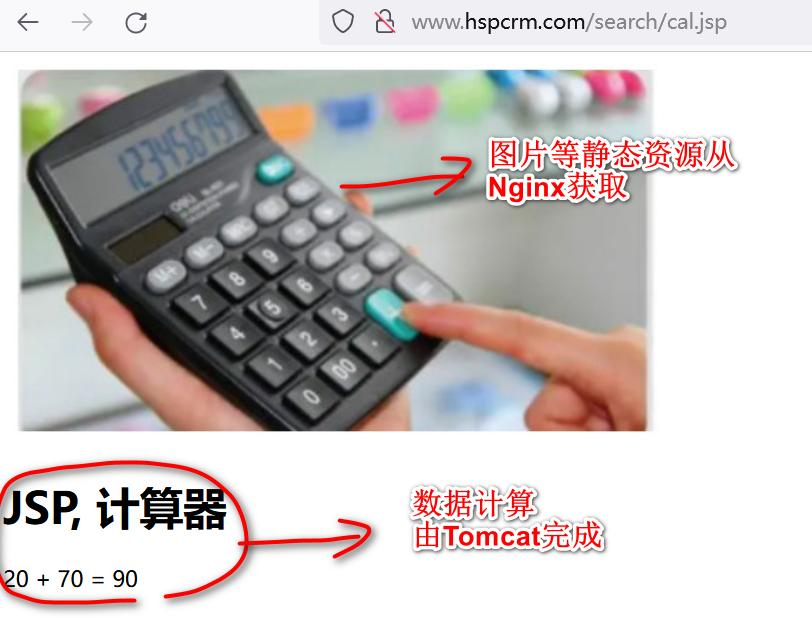 www.hspcrm.com/search/cal.jsp
123456789
deli
图片等静态资源从
Nginx获取
M+
M-
7
8
9
4
5
6
1
2
3
0
00
.
JSP, 计算器
20 + 70 = 90
数据计算
由Tomcat完成